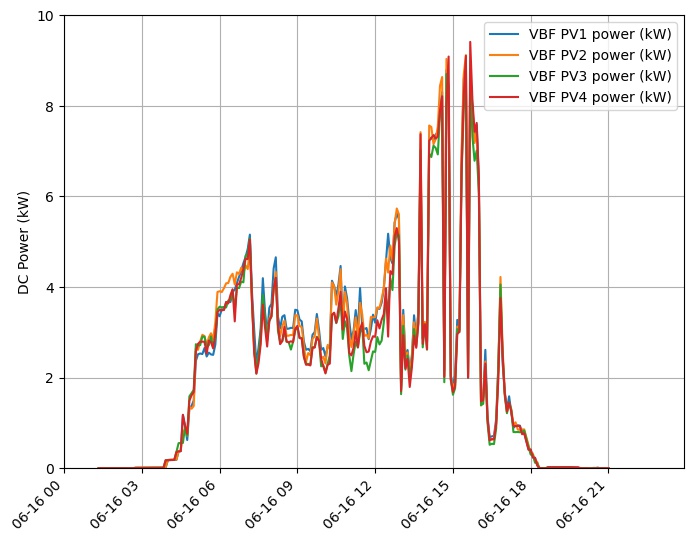 10
8
6
4
2
0
DC Power (kW)
VBF PV1 power (kW)
VBF PV2 power (kW)
VBF PV3 power (kW)
VBF PV4 power (kW)
06-16 00
06-16 03
06-16 06
06-16 09
06-16 12
06-16 15
06-16 18
06-16 21